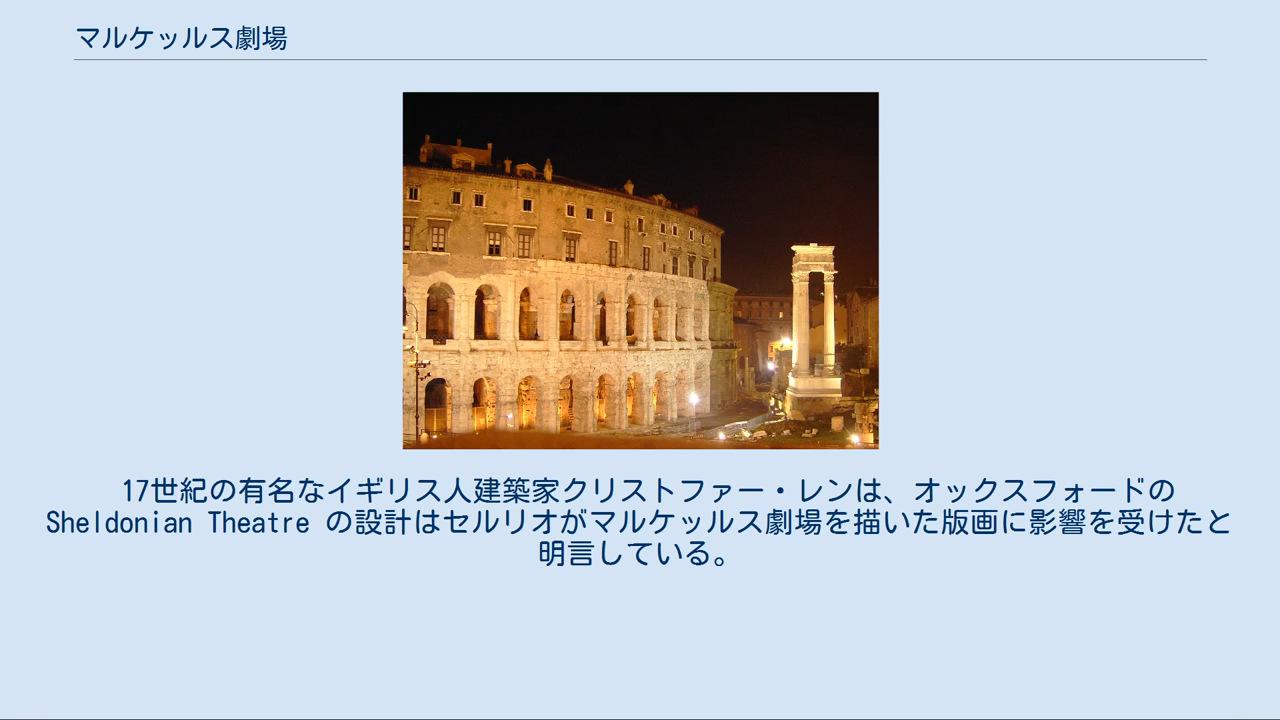 マルケッルス劇場
17世紀の有名なイギリス人建築家クリストファー・レンは、オックスフォードの
Sheldonian Theatre の設計はセルリオがマルケッルス劇場を描いた版画に影響を受けたと
明言している。